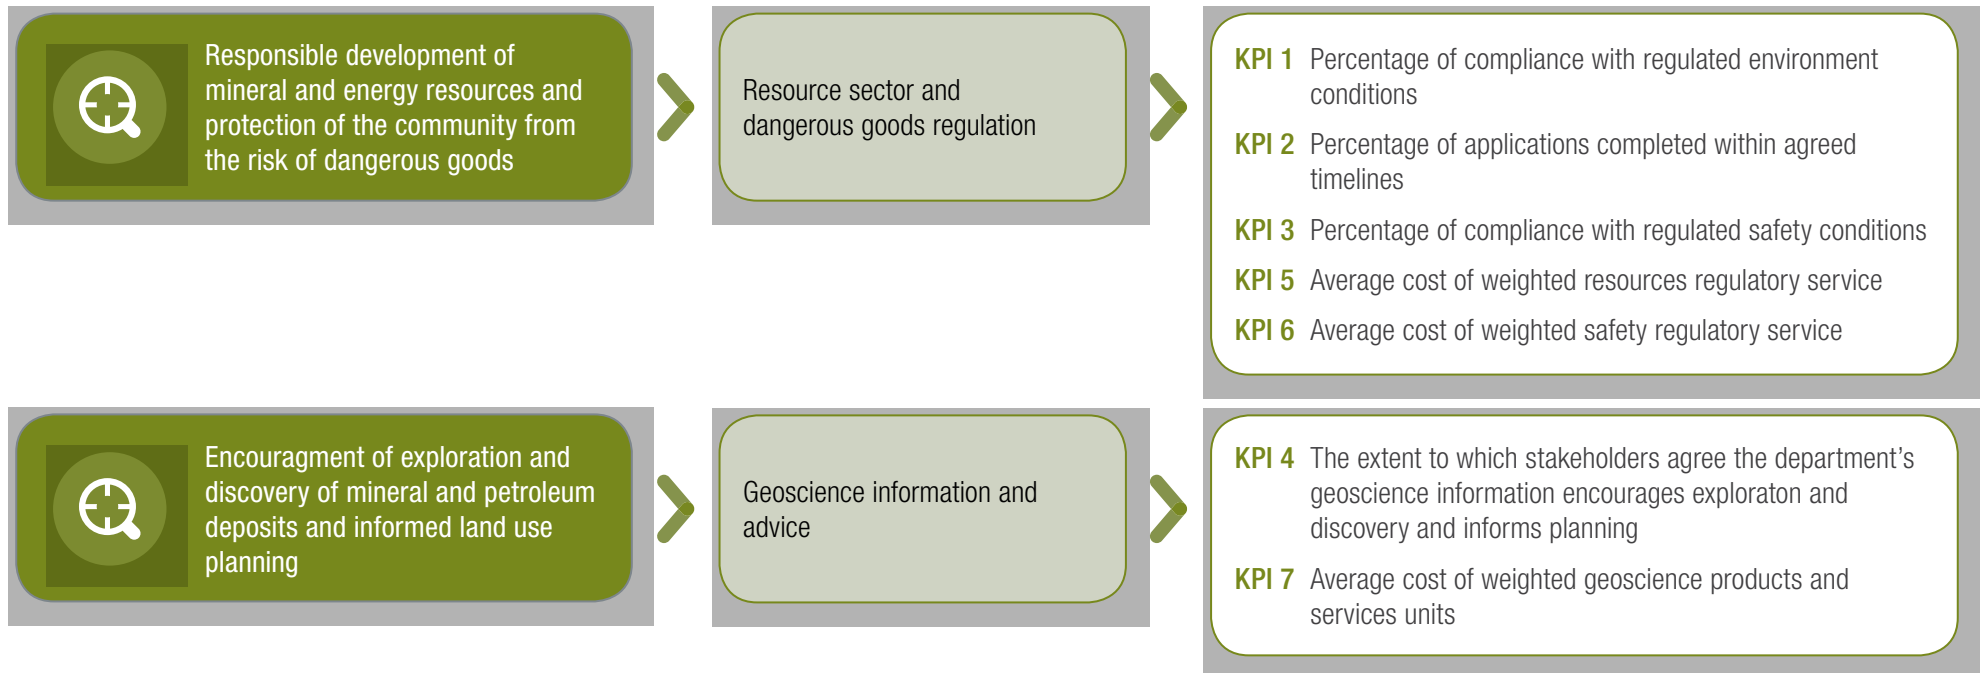 Responsible development of
mineral and energy resources and
protection of the community from
the risk of dangerous goods
Resource sector and
dangerous goods regulation
KPI 1 Percentage of compliance with regulated environment
conditions
KPI 2 Percentage of applications completed within agreed
timelines
KPI 3 Percentage of compliance with regulated safety conditions
KPI 5 Average cost of weighted resources regulatory service
KPI 6 Average cost of weighted safety regulatory service
Encouragment of exploration and
discovery of mineral and petroleum
deposits and informed land use
planning
Geoscience information and
advice
KPI 4 The extent to which stakeholders agree the department’s
geoscience information encourages exploraton and
discovery and informs planning
KPI 7 Average cost of weighted geoscience products and
services units